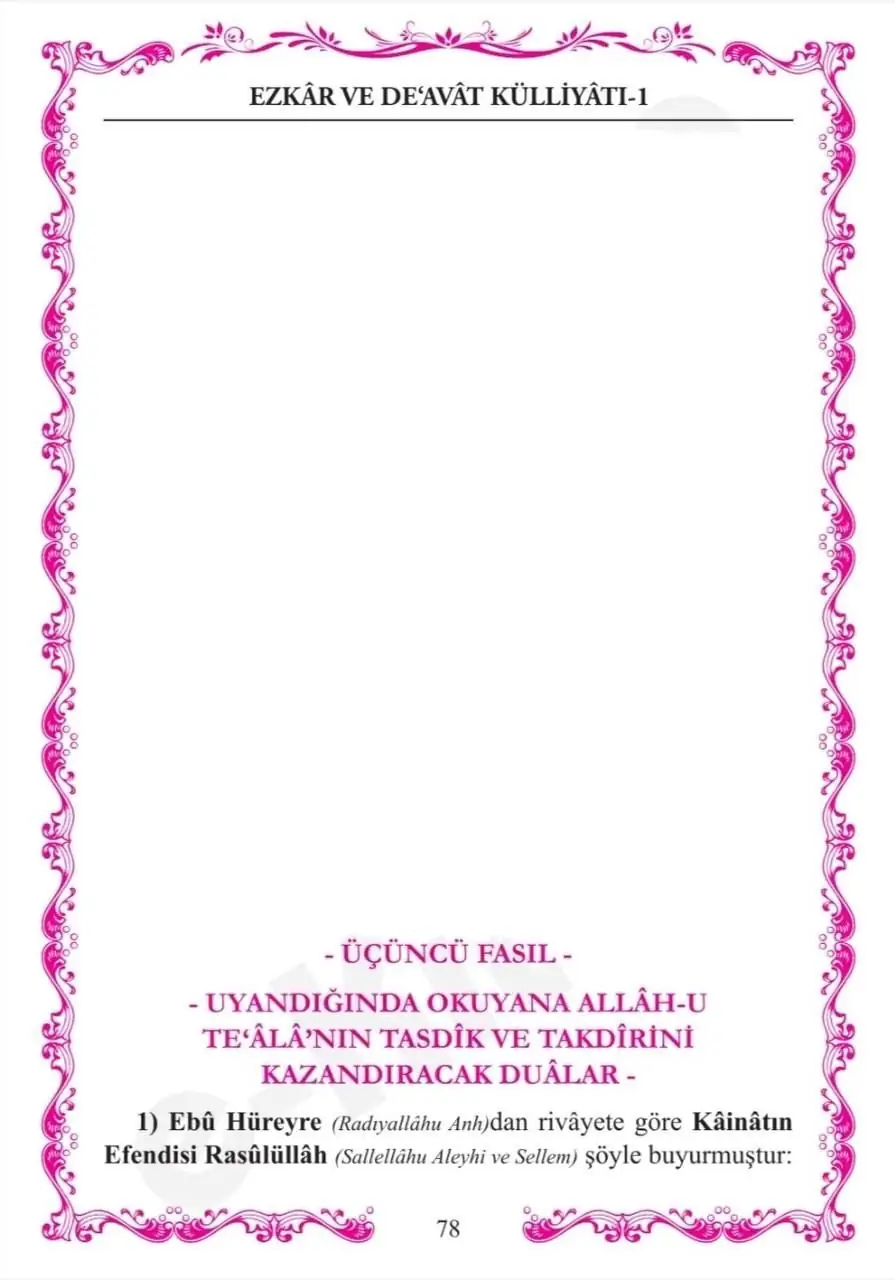 EZKÂR VE DE‘AVÂT KÜLLİYÂTI-1
- ÜÇÜNCÜ FASIL -
- UYANDIĞINDA OKUYANA ALLÂH-U
TE‘ÂLÂ’NIN TASDÎK VE TAKDÎRİNİ
KAZANDIRACAK DUÂLAR -
1) Ebû Hüreyre (Radıyallâhu Anh)dan rivâyete göre Kâinâtın
Efendisi Rasûlüllâh (Sallellâhu Aleyhi ve Sellem) şöyle buyurmuştur:
78